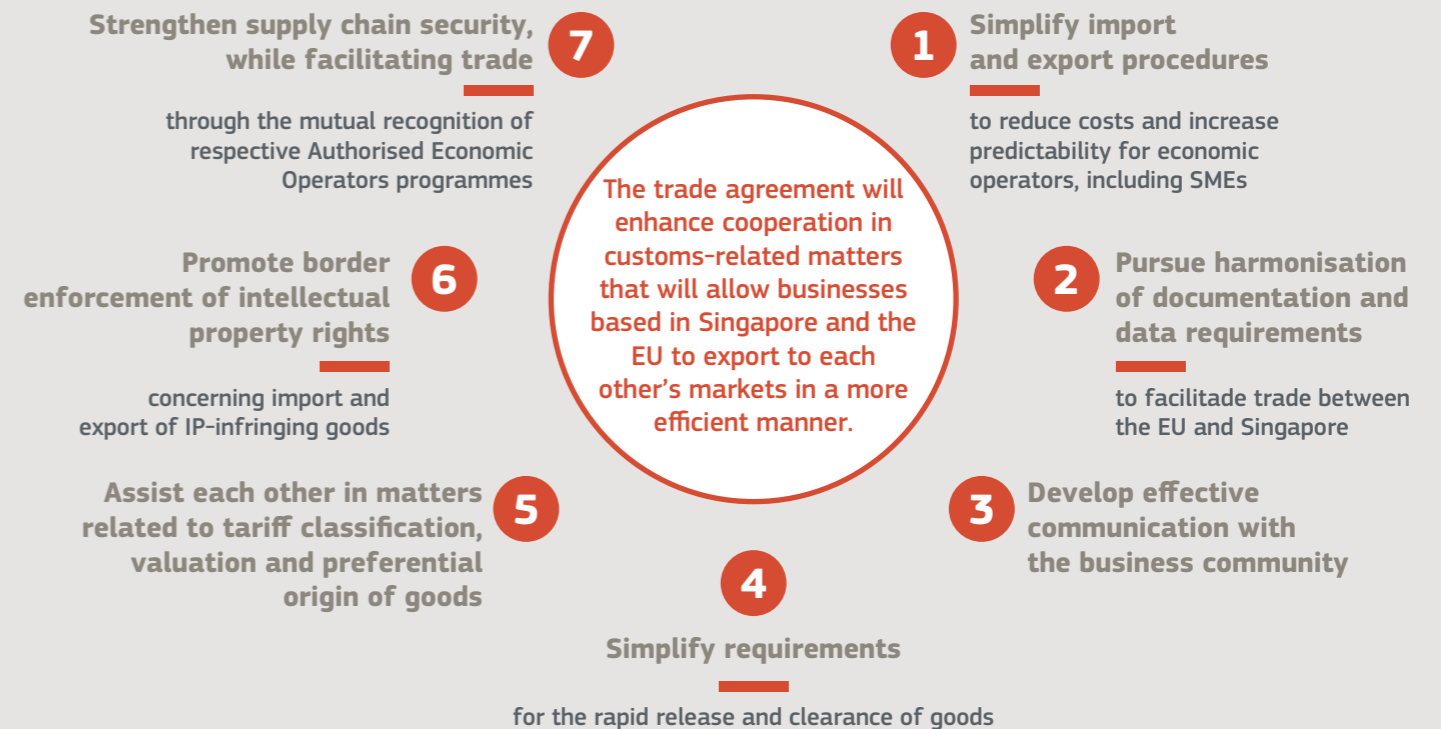 The trade agreement will
enhance cooperation in
customs-related matters
that will allow businesses
based in Singapore and the
EU to export to each
other's markets in a more
efficient manner.
1
Simplify import
and export procedures
to reduce costs and increase
predictability for economic
operators, including SMEs
2
Pursue harmonisation
of documentation and
data requirements
to facilitade trade between
the EU and Singapore
3
Develop effective
communication with
the business community
4
Simplify requirements
for the rapid release and clearance of goods
5
Assist each other in matters
related to tariff classification,
valuation and preferential
origin of goods
6
Promote border
enforcement of intellectual
property rights
concerning import and
export of IP-infringing goods
7
Strengthen supply chain security,
while facilitating trade
through the mutual recognition of
respective Authorised Economic
Operators programmes